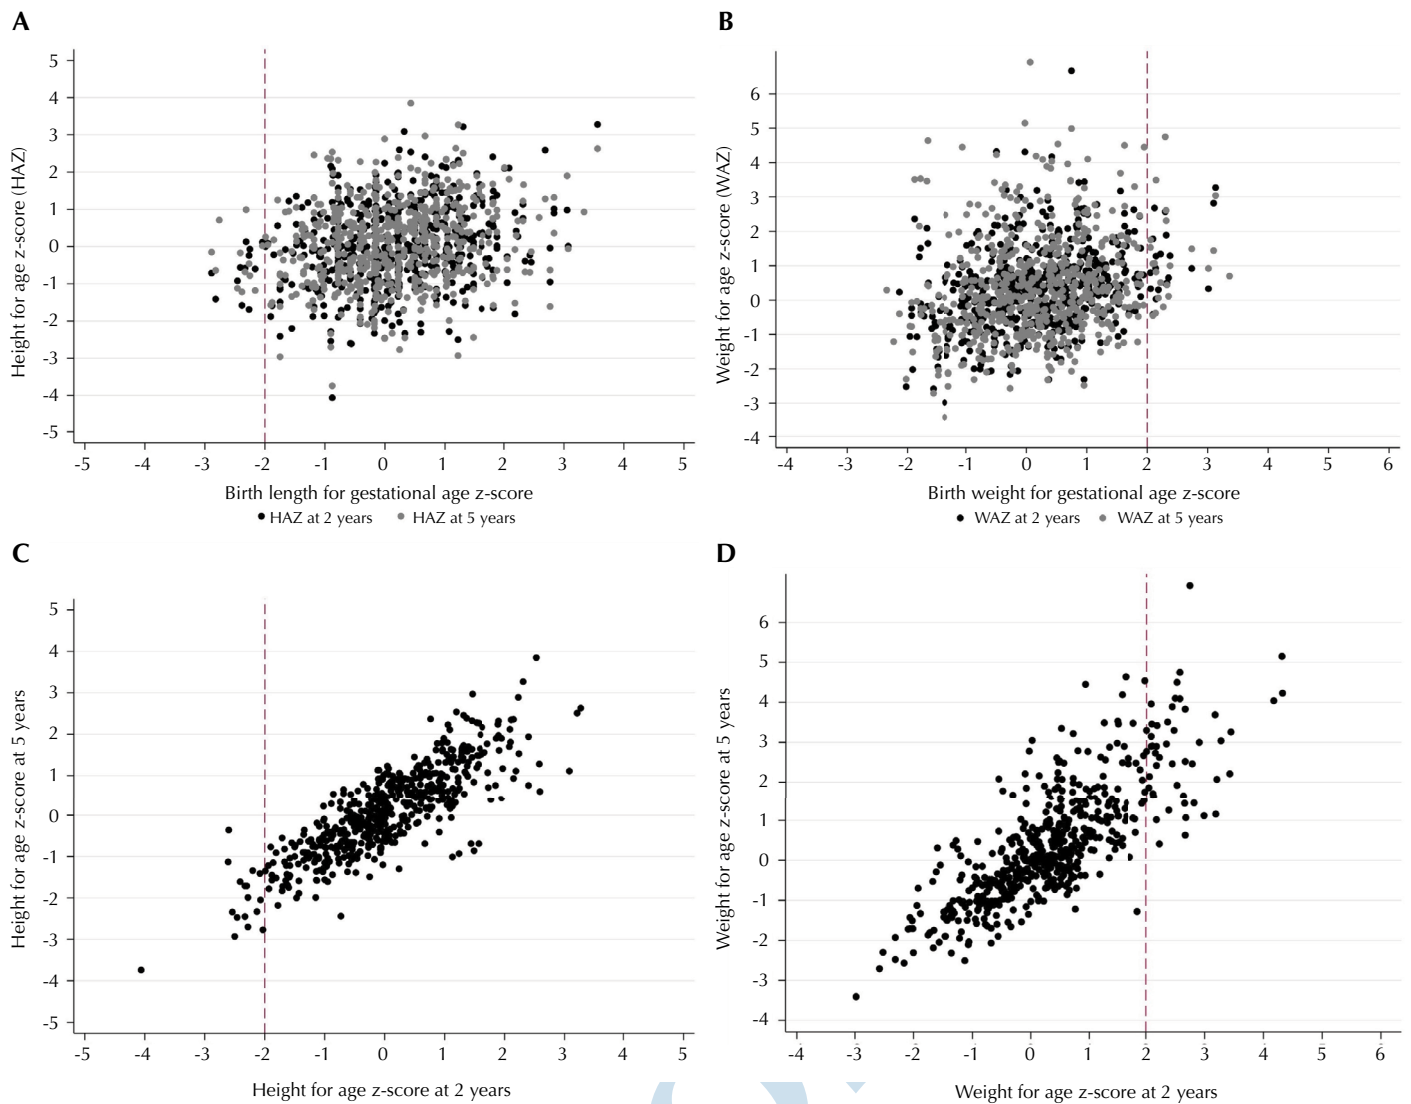 A
B
5
4
3
2
1
0
-1
-2
-3
-4
-5
Height for age z-score (HAZ)
-5 -4 -3 -2 -1 0 1 2 3 4 5
Birth length for gestational age z-score
HAZ at 2 years HAZ at 5 years
6
5
4
3
2
1
0
-1
-2
-3
-4
Weight for age z-score (WAZ)
-4 -3 -2 -1 0 1 2 3 4 5 6
Birth weight for gestational age z-score
WAZ at 2 years WAZ at 5 years
C
D
5
4
3
2
1
0
-1
-2
-3
-4
-5
Height for age z-score at 5 years
-5 -4 -3 -2 -1 0 1 2 3 4 5
Height for age z-score at 2 years
6
5
4
3
2
1
0
-1
-2
-3
-4
Weight for age z-score at 5 years
-4 -3 -2 -1 0 1 2 3 4 5 6
Weight for age z-score at 2 years